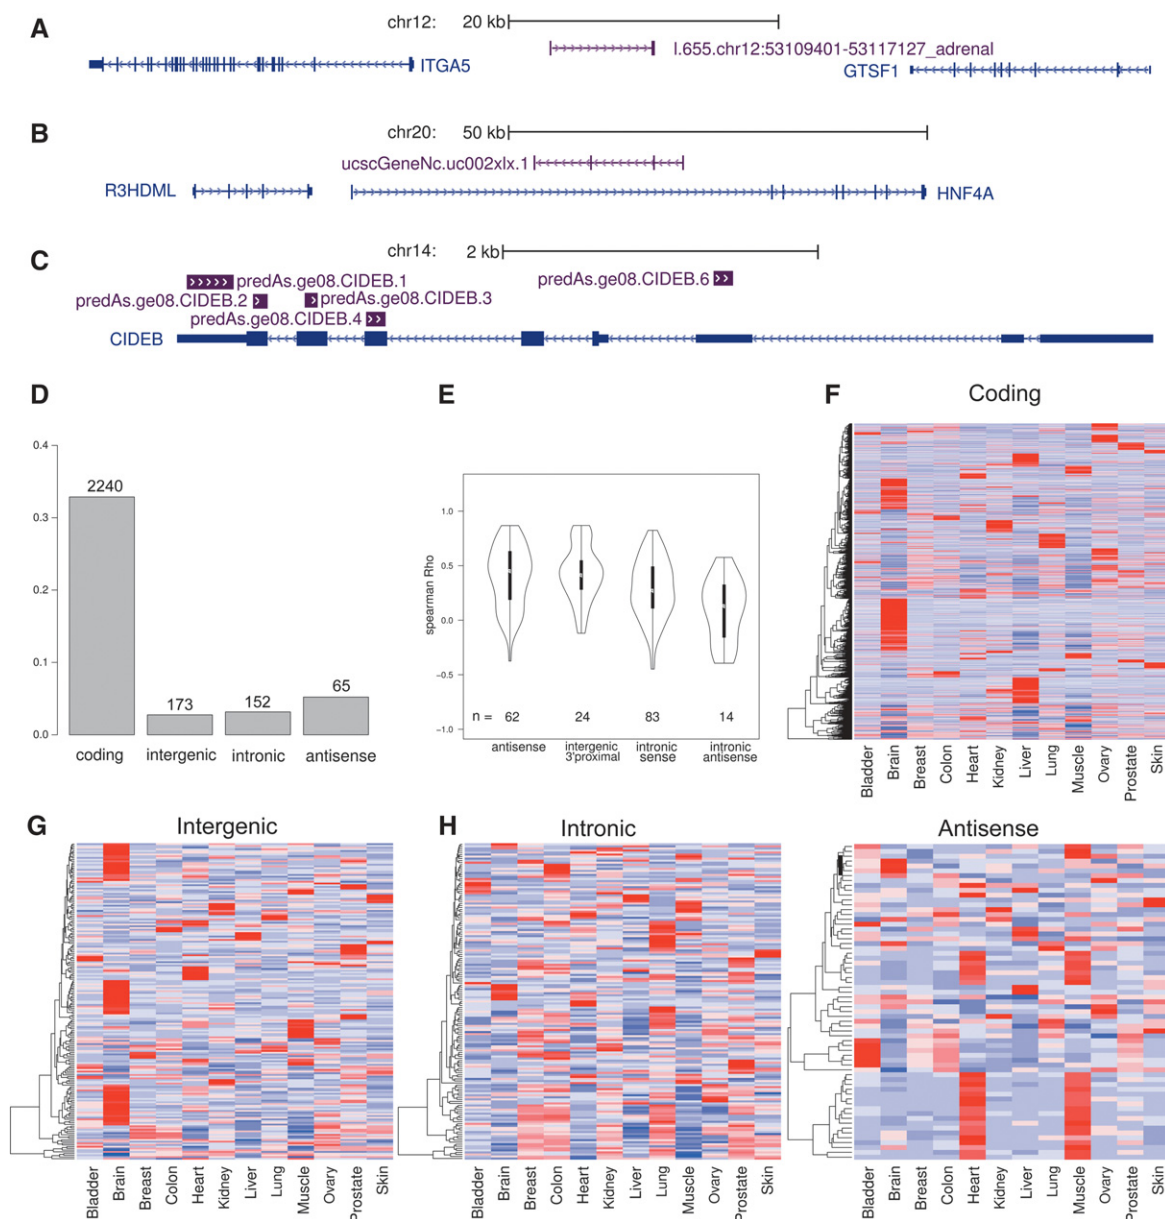 A
chr12: 20 kb
l.655.chr12:53109401-53117127_adrenal
ITGA5
GTSF1
B
chr20: 50 kb
ucscGeneNc.uc002xlx.1
R3HDML
HNF4A
C
chr14: 2 kb
predAs.ge08.CIDEB.1
predAs.ge08.CIDEB.6
predAs.ge08.CIDEB.2
predAs.ge08.CIDEB.3
predAs.ge08.CIDEB.4
CIDEB
D
0.4
0.3
0.2
0.1
0.0
2240
173
152
65
coding
intergenic
intronic
antisense
E
spearman Rho
1.0
0.5
0.0
−0.5
−1.0
n = 62 24 83 14
antisense
intergenic
3'proximal
intronic
sense
intronic
antisense
F
Coding
Bladder
Brain
Breast
Colon
Heart
Kidney
Liver
Lung
Muscle
Ovary
Prostate
Skin
G
Intergenic
Bladder
Brain
Breast
Colon
Heart
Kidney
Liver
Lung
Muscle
Ovary
Prostate
Skin
H
Intronic
Bladder
Brain
Breast
Colon
Heart
Kidney
Liver
Lung
Muscle
Ovary
Prostate
Skin
Antisense
Bladder
Brain
Breast
Colon
Heart
Kidney
Liver
Lung
Muscle
Ovary
Prostate
Skin